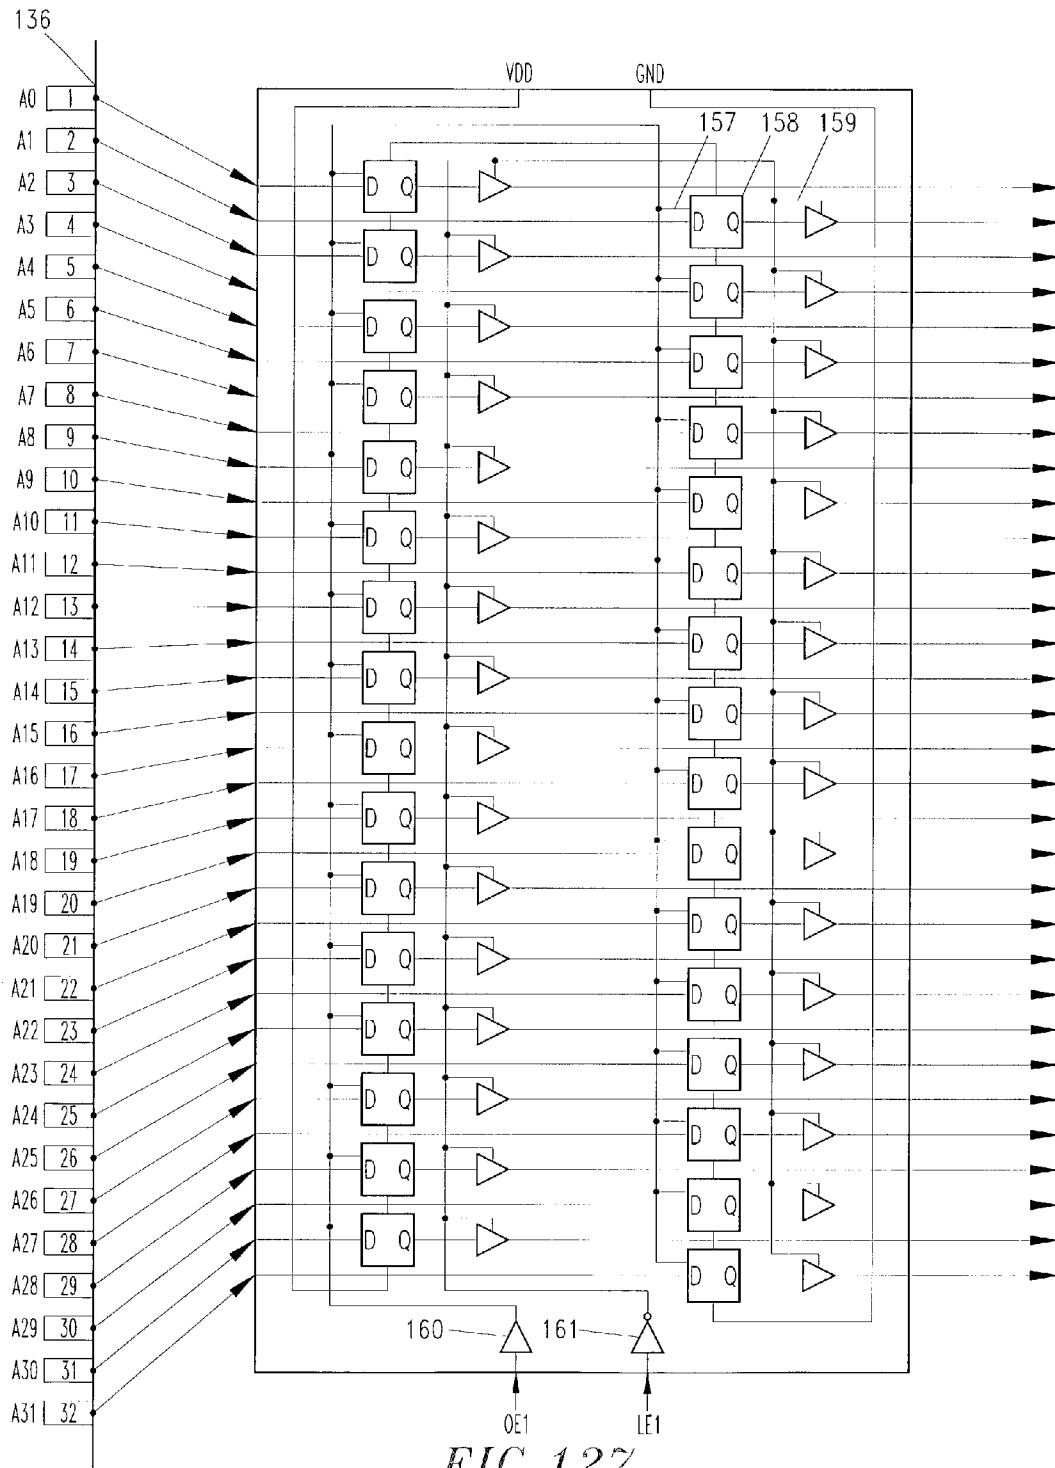 136
VDD GND
A0 1
157 158 159
A1 2
A2 3
D Q
D Q
A3 4
D Q
A4 5
D Q
A5 6
D Q
D Q
A6 7
D Q
A7 8
D Q
A8 9
D Q
D Q
A9 10
D Q
A10 11
D Q
A11 12
D Q
A12 13
D Q
A13 14
D Q
A14 15
D Q
A15 16
D Q
A16 17
D Q
A17 18
D Q
A18 19
D Q
D Q
A19 20
D Q
A20 21
D Q
A21 22
D Q
A22 23
D Q
D Q
A23 24
D Q
A24 25
D Q
A25 26
D Q
A26 27
D Q
D Q
A27 28
D Q
A28 29
D Q
A29 30
160 161
A30 31
A31 32
OE1 LE1
FIG 127